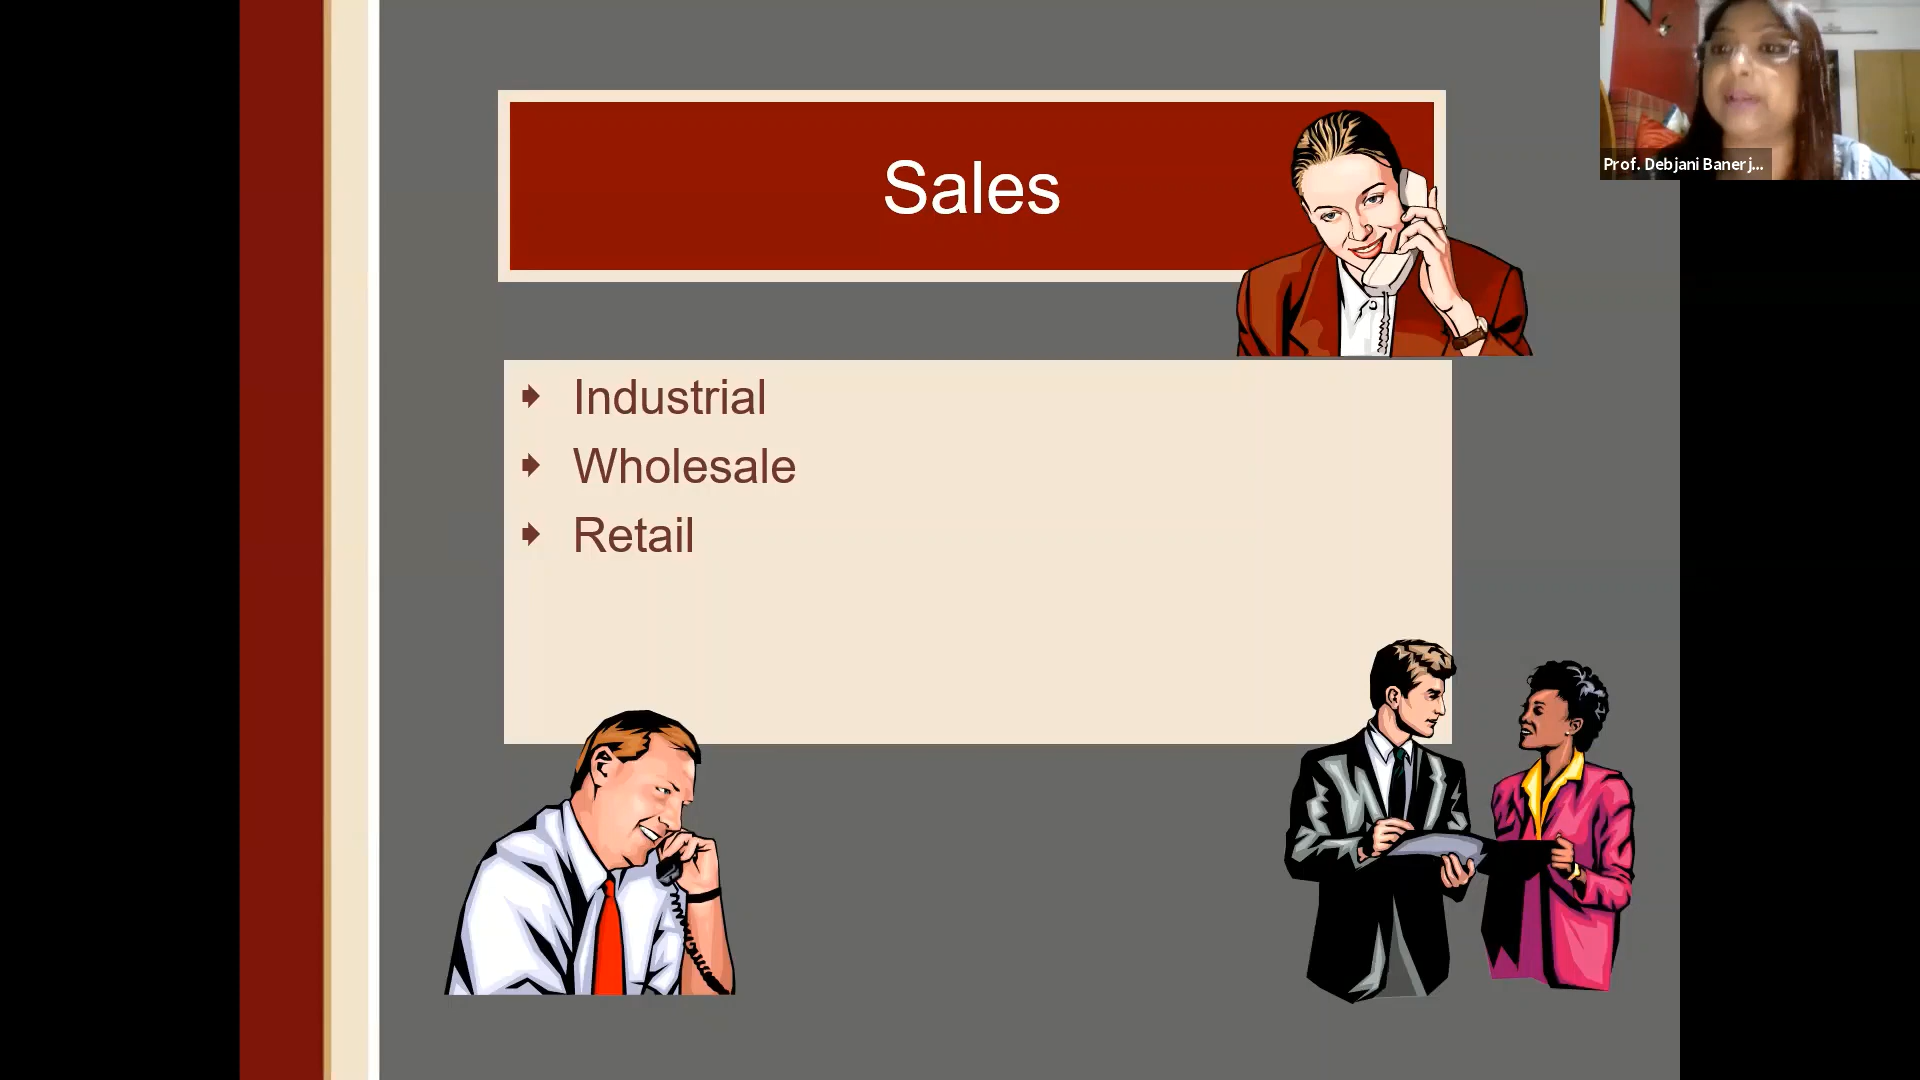 Sales
Prof. Debjani Banerj...
Industrial
Wholesale
Retail